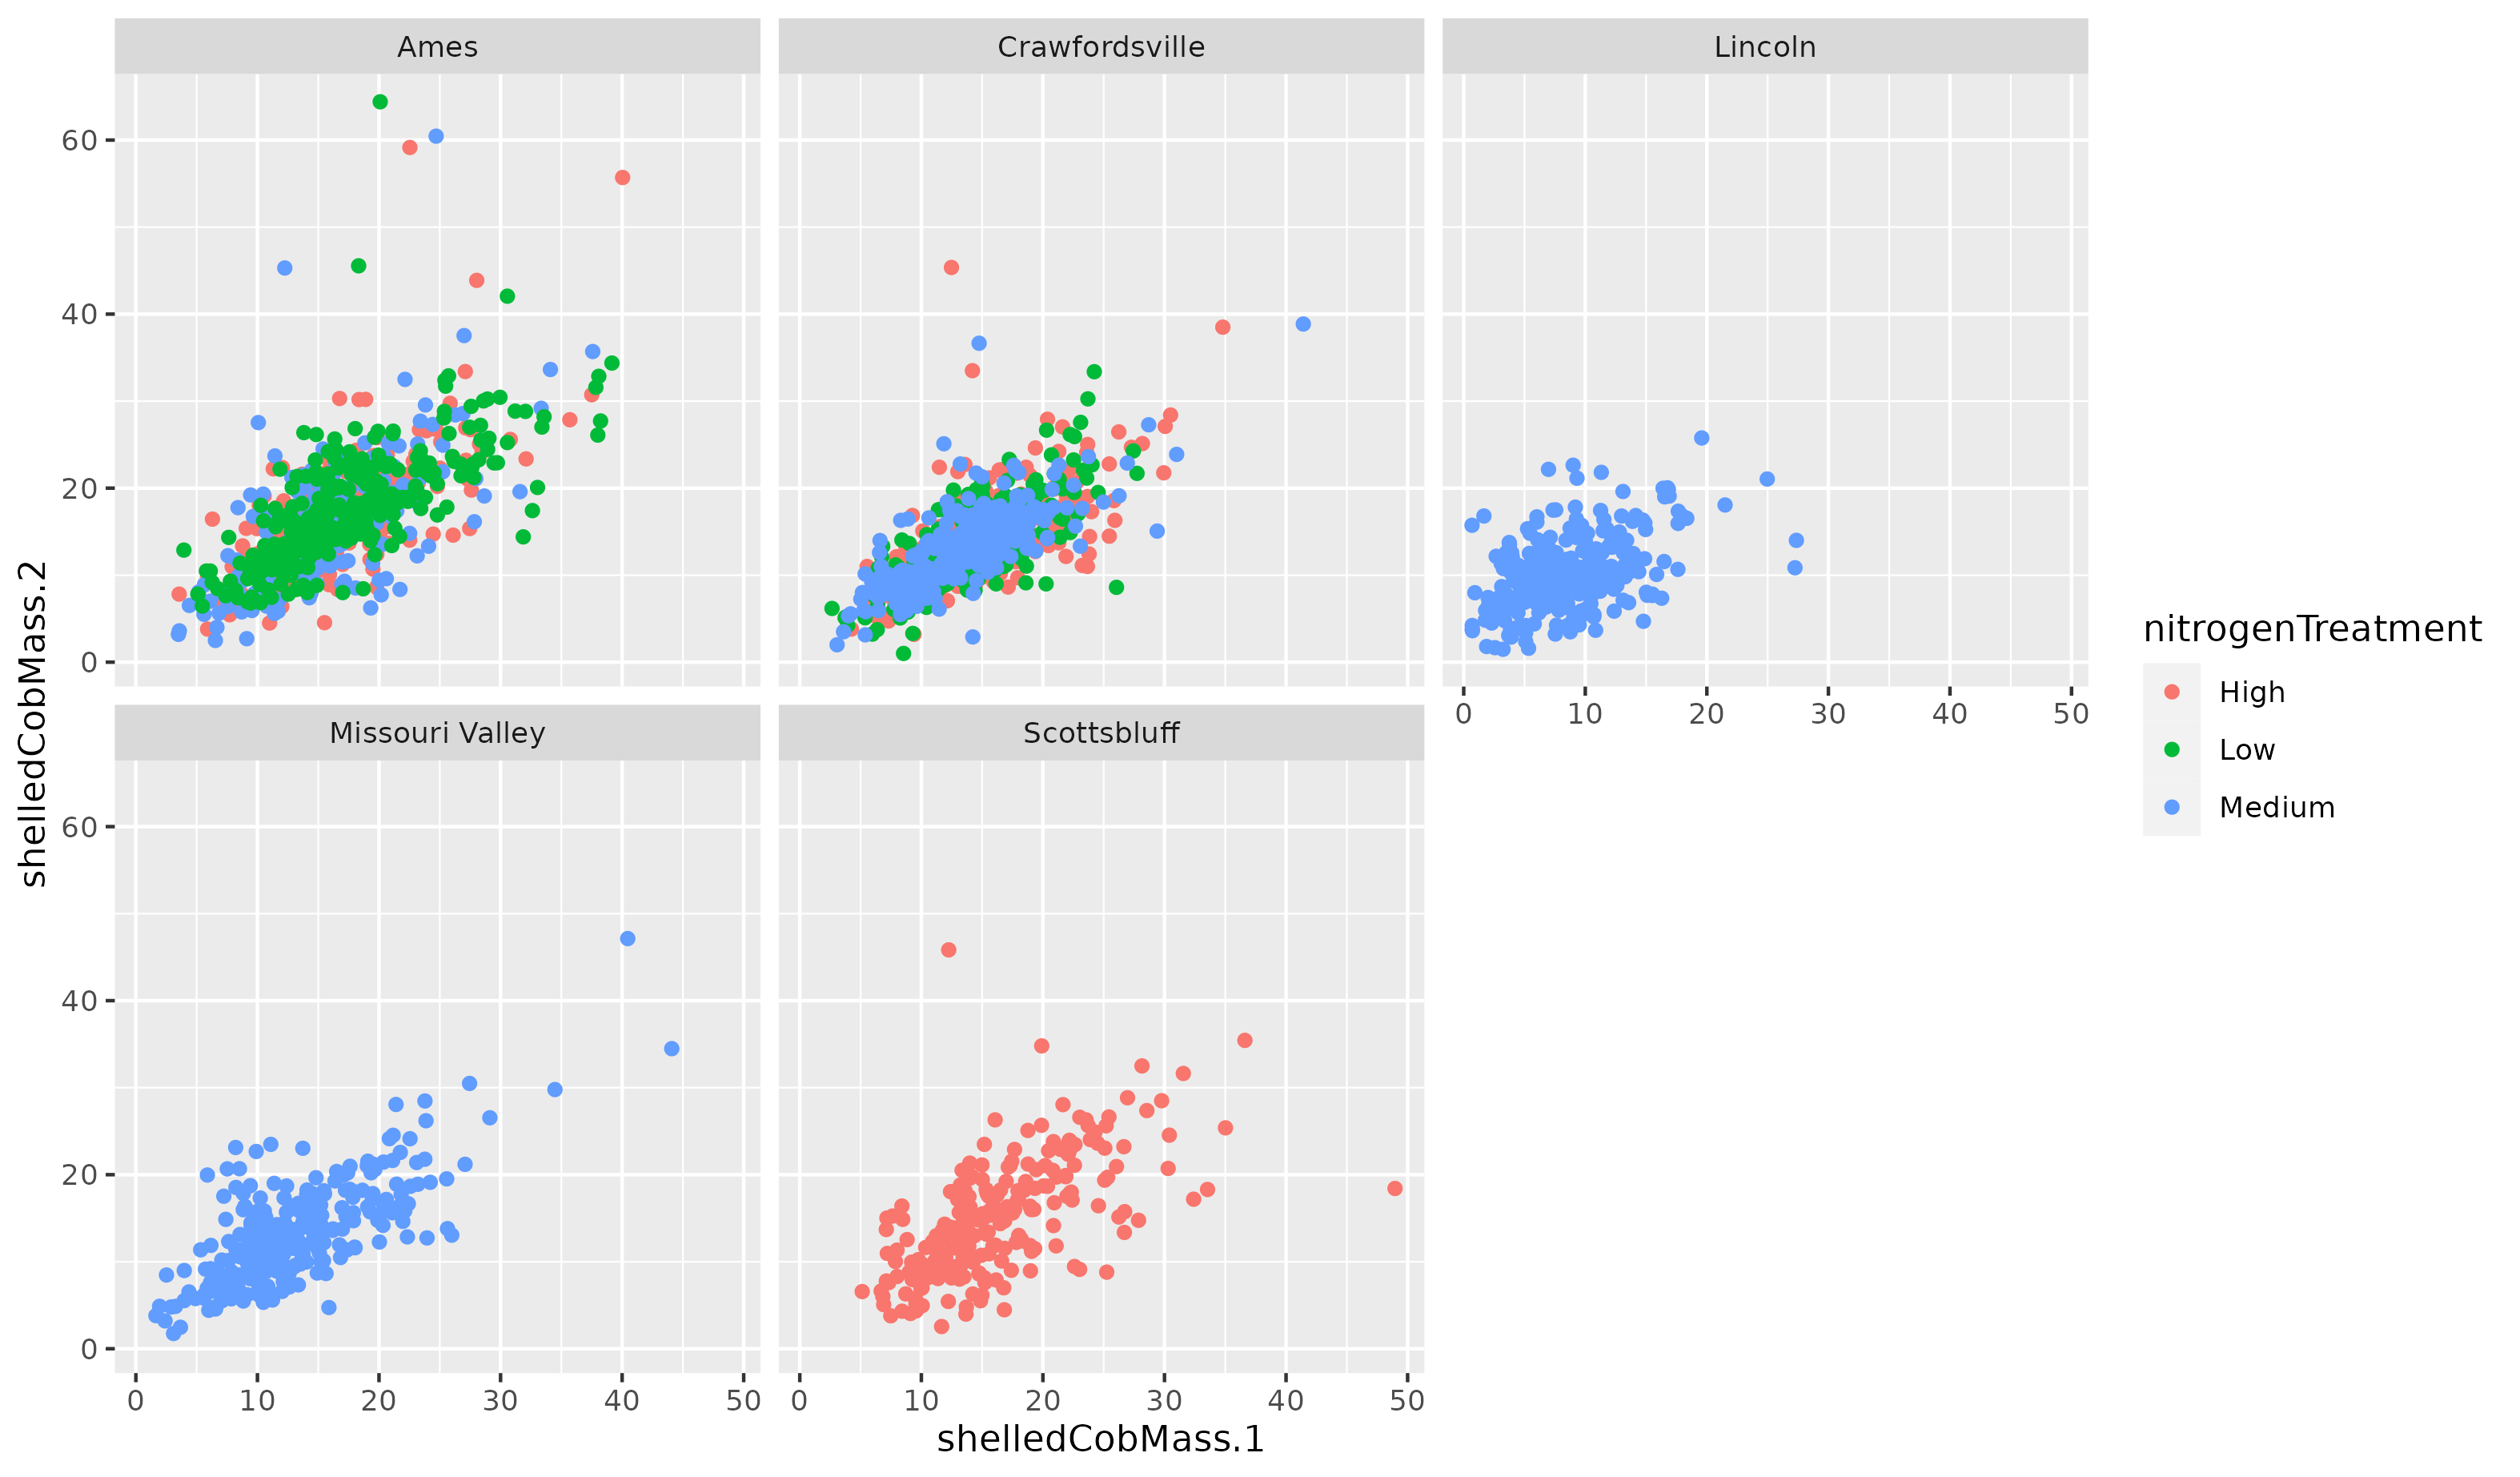 Ames
Crawfordsville
Lincoln
60
40
20
0
0 10 20 30 40 50
Missouri Valley
Scottsbluff
60
40
20
0
0 10 20 30 40 50
0 10 20 30 40 50
shelledCobMass.1
shelledCobMass.2
nitrogenTreatment
High
Low
Medium